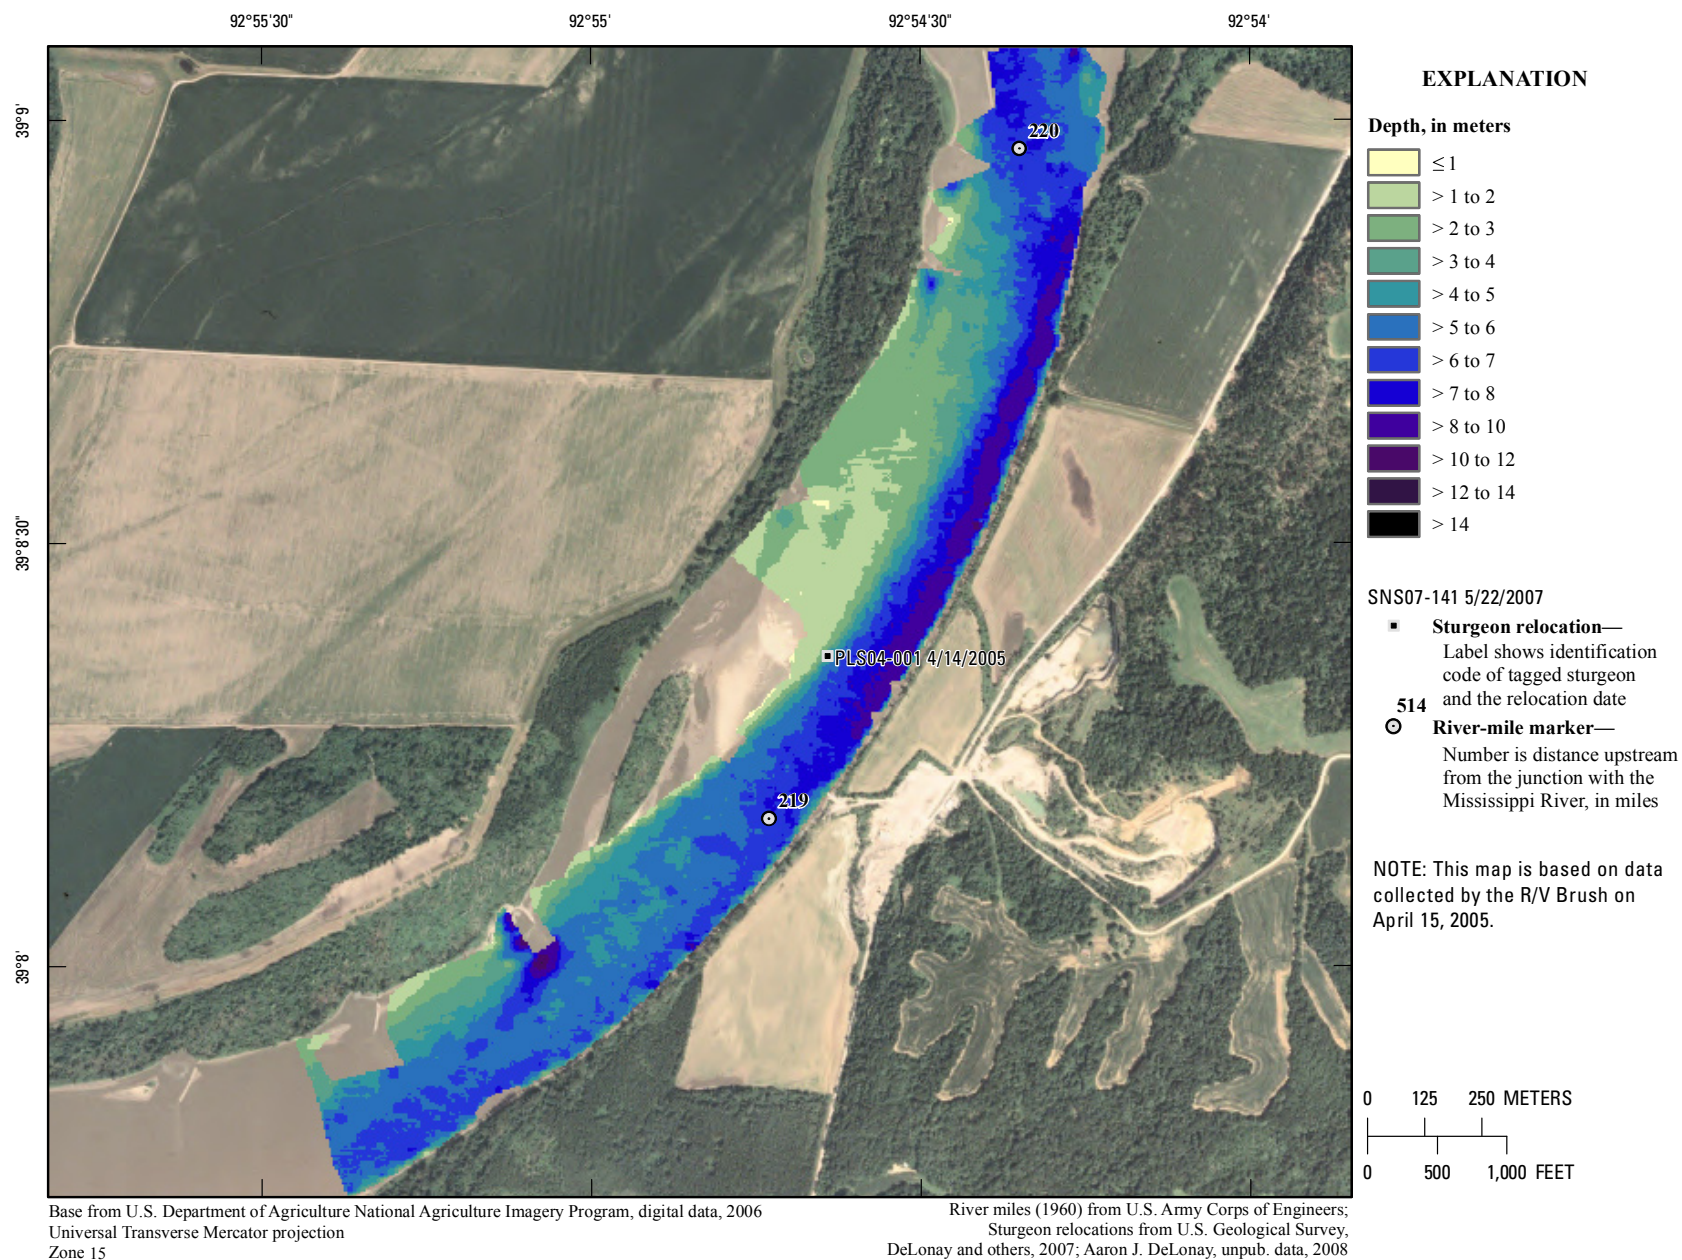 92°55'30"
92°55'
92°54'30"
92°54'
39°9'
39°8'30"
39°8'
220
PLS04-001 4/14/2005
219
EXPLANATION
Depth, in meters
≤ 1
> 1 to 2
> 2 to 3
> 3 to 4
> 4 to 5
> 5 to 6
> 6 to 7
> 7 to 8
> 8 to 10
> 10 to 12
> 12 to 14
> 14
SNS07-141 5/22/2007
Sturgeon relocation—
Label shows identification
code of tagged sturgeon
and the relocation date
514
River-mile marker—
Number is distance upstream
from the junction with the
Mississippi River, in miles
NOTE: This map is based on data
collected by the R/V Brush on
April 15, 2005.
0 125 250 METERS
0 500 1,000 FEET
Base from U.S. Department of Agriculture National Agriculture Imagery Program, digital data, 2006
Universal Transverse Mercator projection
Zone 15
River miles (1960) from U.S. Army Corps of Engineers;
Sturgeon relocations from U.S. Geological Survey,
DeLonay and others, 2007; Aaron J. DeLonay, unpub. data, 2008